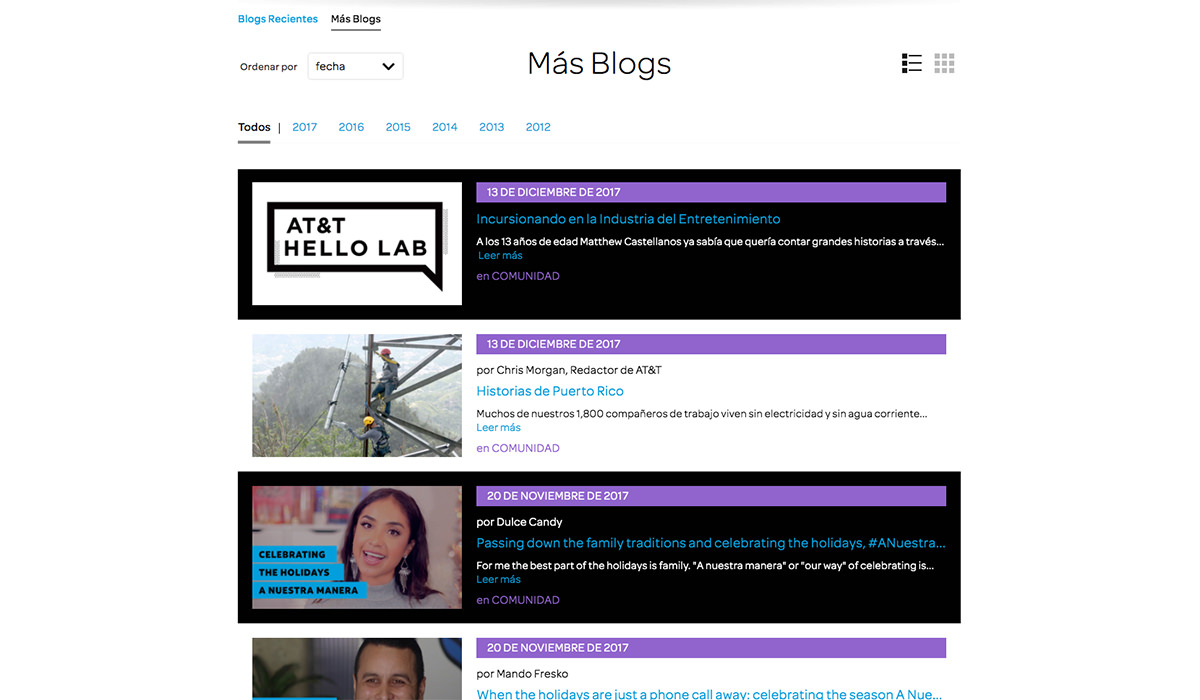 Blogs Recientes Más Blogs
Ordenar por fecha
Más Blogs
Todos | 2017 2016 2015 2014 2013 2012
AT&T
HELLO LAB
13 DE DICIEMBRE DE 2017
Incursionando en la Industria del Entretenimiento
A los 13 años de edad Matthew Castellanos ya sabía que quería contar grandes historias a través...
Leer más
en COMUNIDAD
13 DE DICIEMBRE DE 2017
por Chris Morgan, Redactor de AT&T
Historias de Puerto Rico
Muchos de nuestros 1,800 compañeros de trabajo viven sin electricidad y sin agua corriente...
Leer más
en COMUNIDAD
CELEBRATING
THE HOLIDAYS
A NUESTRA MANERA
20 DE NOVIEMBRE DE 2017
por Dulce Candy
Passing down the family traditions and celebrating the holidays, #ANuestra...
For me the best part of the holidays is family. "A nuestra manera" or "our way" of celebrating is...
Leer más
en COMUNIDAD
20 DE NOVIEMBRE DE 2017
por Mando Fresko
When the holidays are just a phone call away: celebrating the season A Nue...